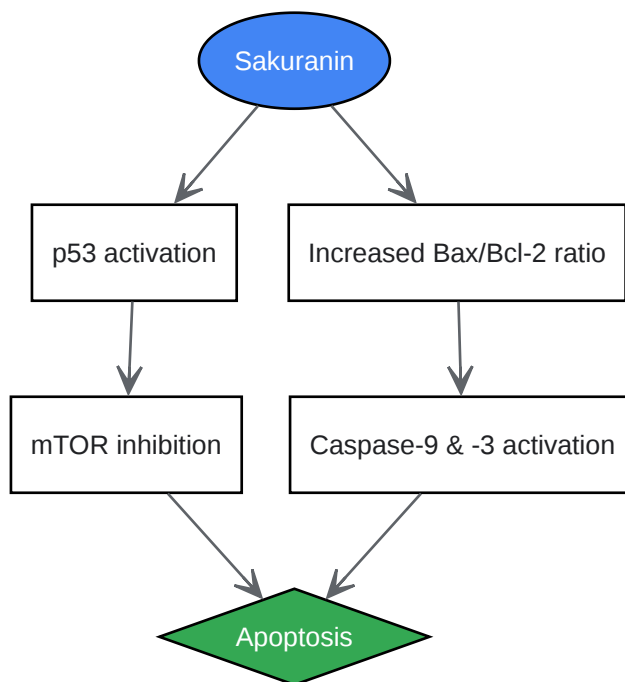 Sakuranin
p53 activation
Increased Bax/Bcl-2 ratio
mTOR inhibition
Caspase-9 & -3 activation
Apoptosis